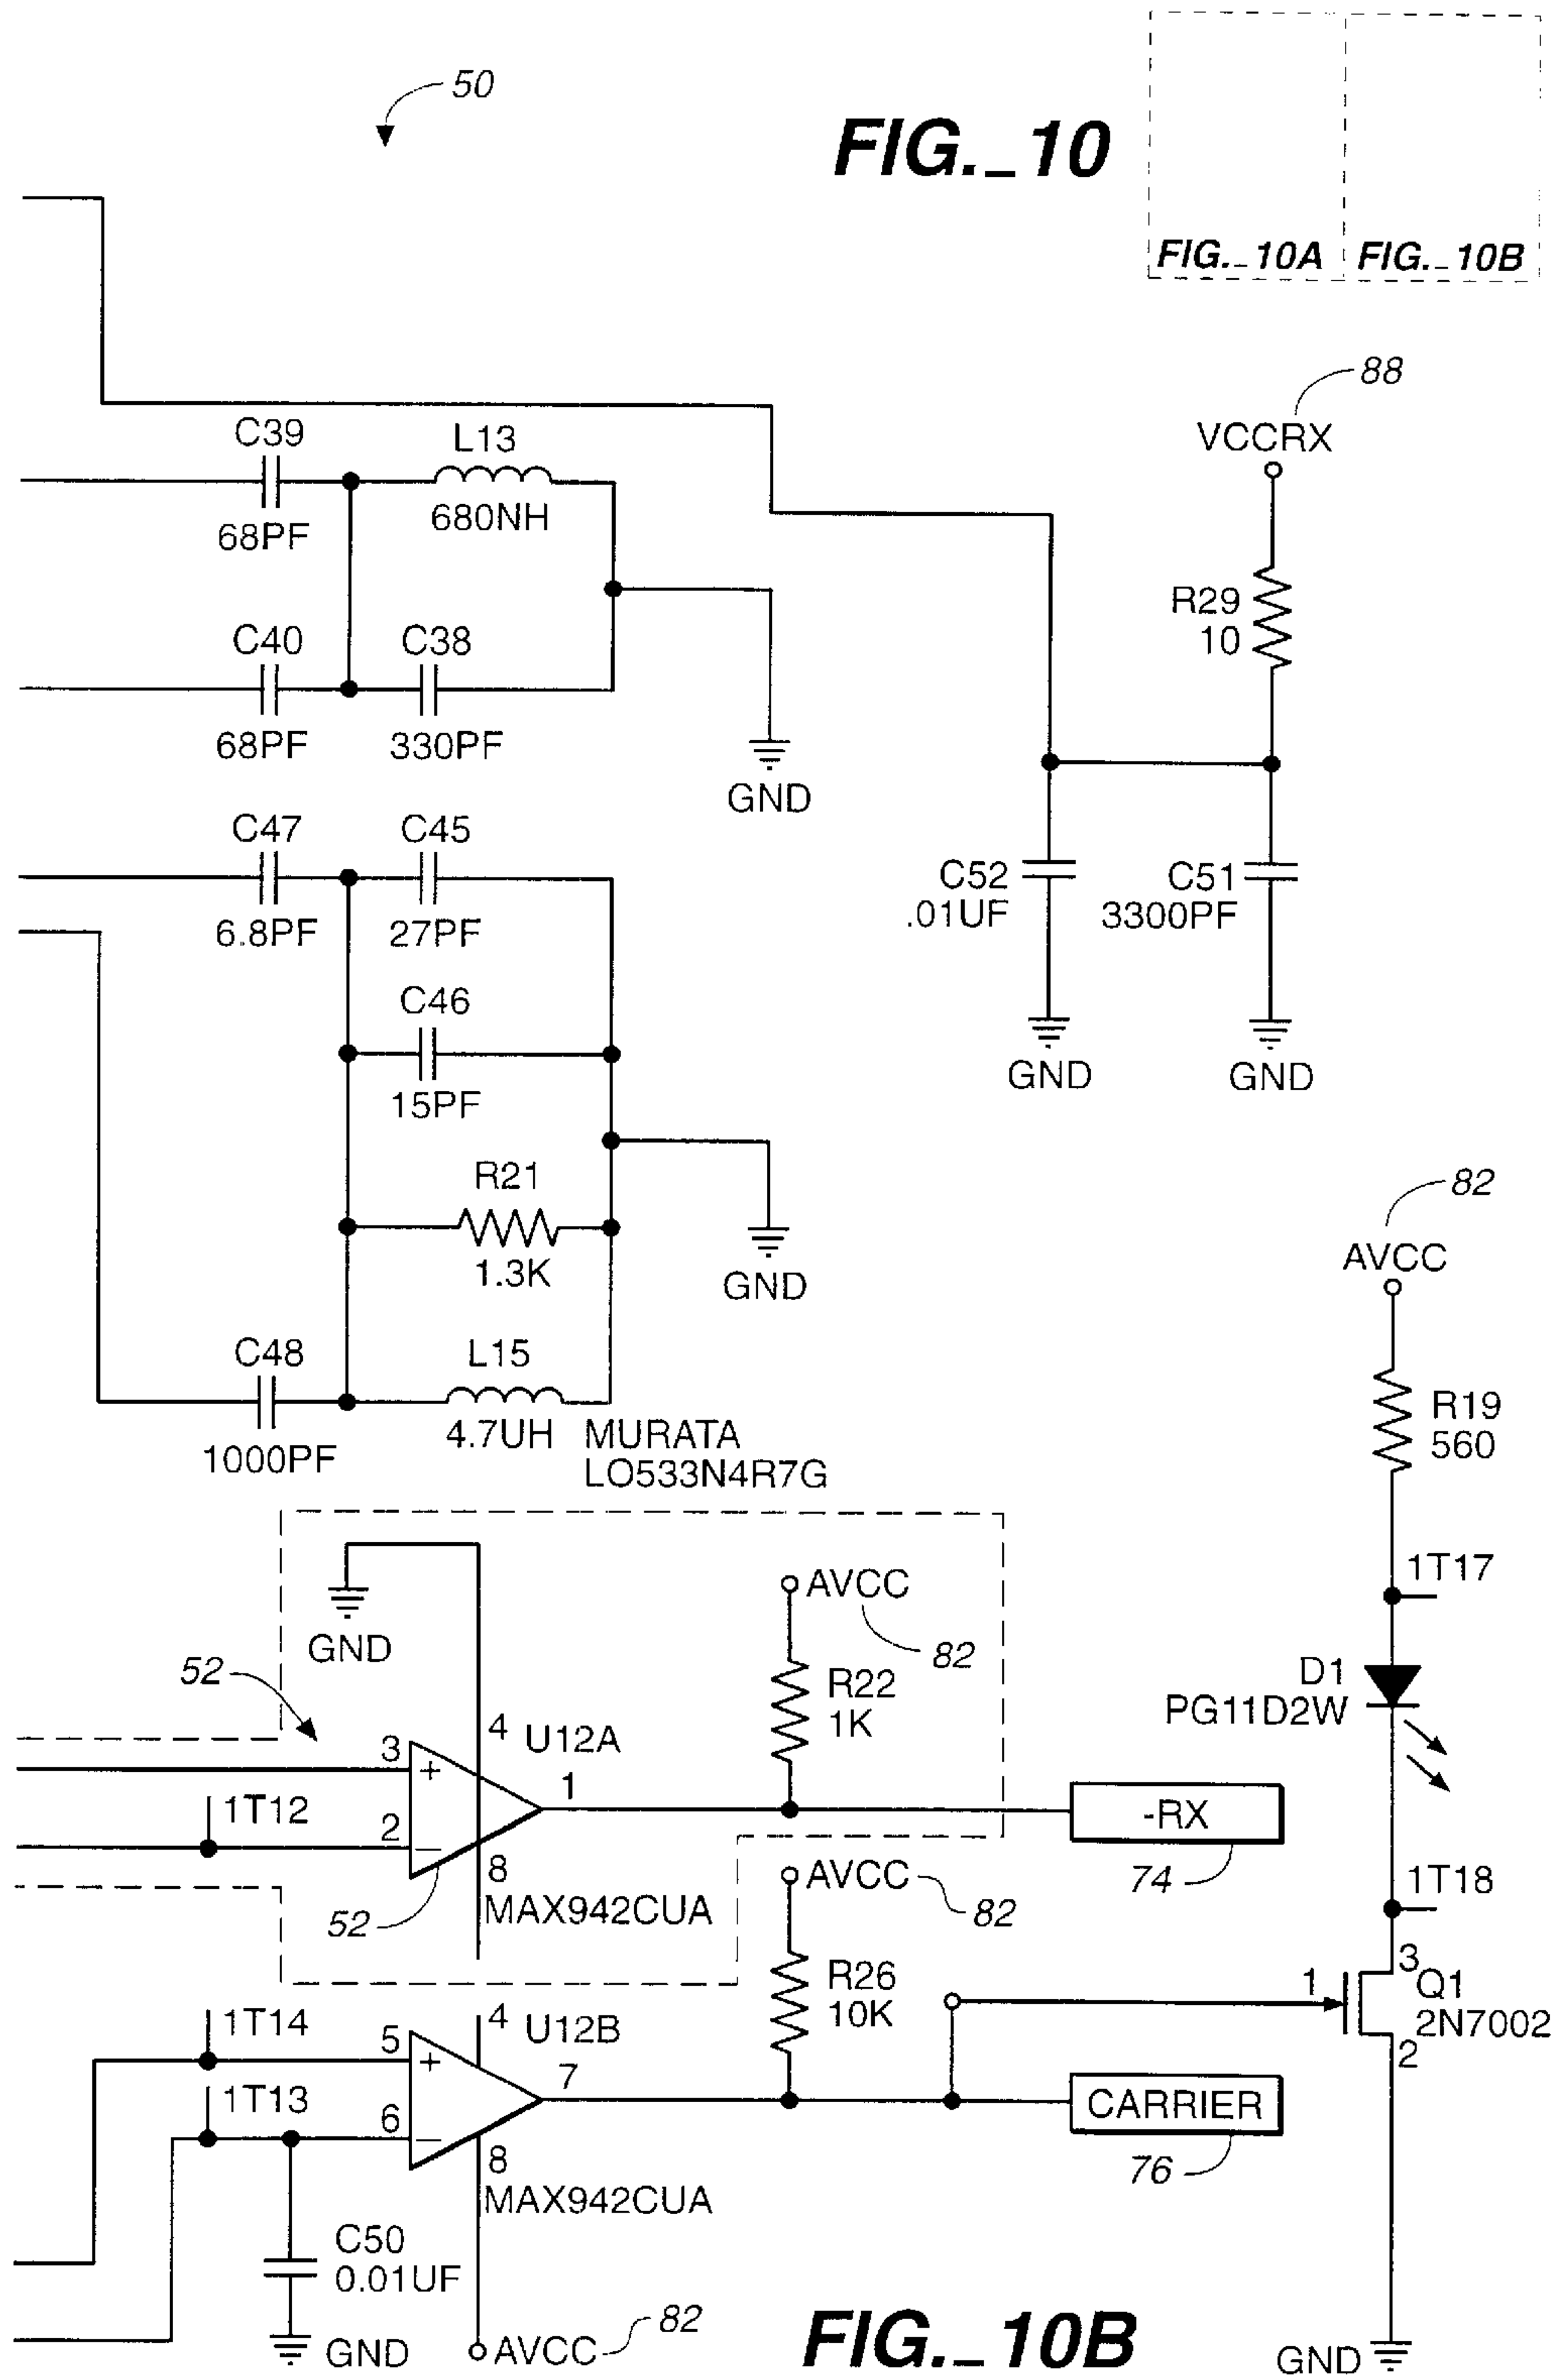 50
FIG._10
FIG._10A
FIG._10B
88
VCCRX
C39
68PF
L13
680NH
R29
10
C40
68PF
C38
330PF
GND
C47
6.8PF
C45
27PF
C52
.01UF
C51
3300PF
C46
15PF
GND
GND
R21
1.3K
GND
82
AVCC
C48
1000PF
L15
4.7UH
MURATA
LO533N4R7G
R19
560
1T17
GND
AVCC
82
52
R22
1K
D1
PG11D2W
4
U12A
3
+
1
1T12
2
–
-RX
74
8
MAX942CUA
52
AVCC
82
1T18
R26
10K
3
1
Q1
2N7002
2
1T14
4
U12B
5
+
7
1T13
6
–
CARRIER
76
8
MAX942CUA
C50
0.01UF
GND
AVCC
82
FIG._10B
GND